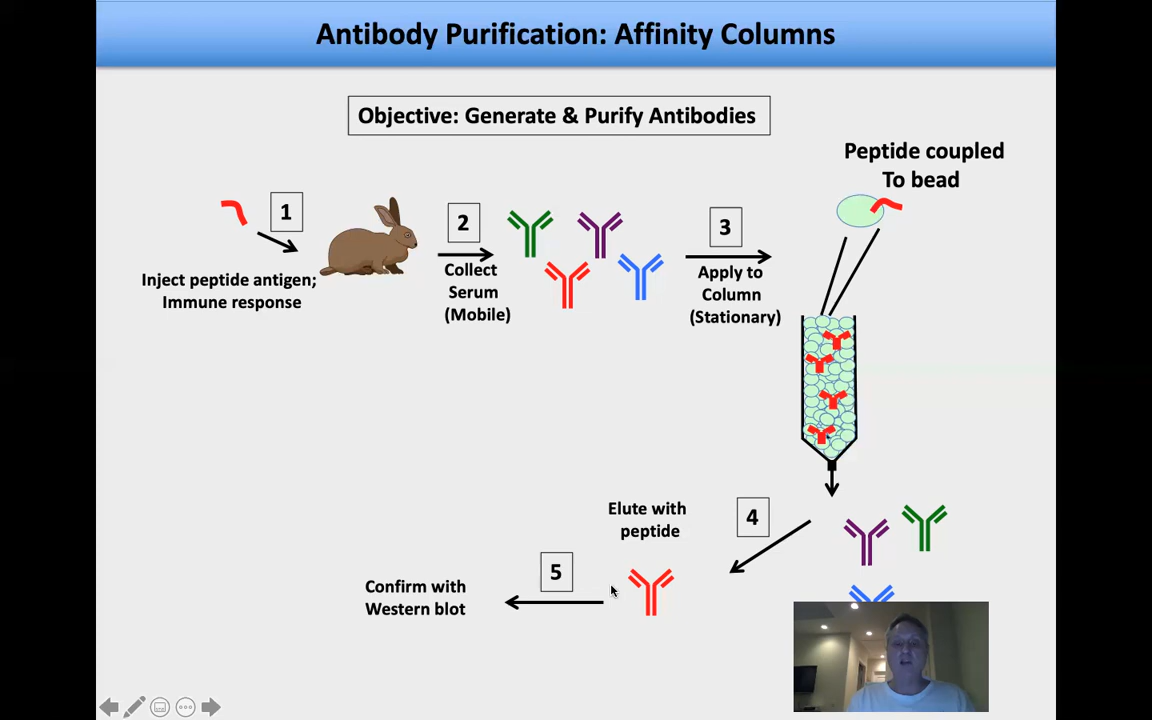 Antibody Purification: Affinity Columns
Objective: Generate & Purify Antibodies
Peptide coupled
To bead
1
Inject peptide antigen;
Immune response
2
Collect
Serum
(Mobile)
3
Apply to
Column
(Stationary)
4
Elute with
peptide
5
Confirm with
Western blot